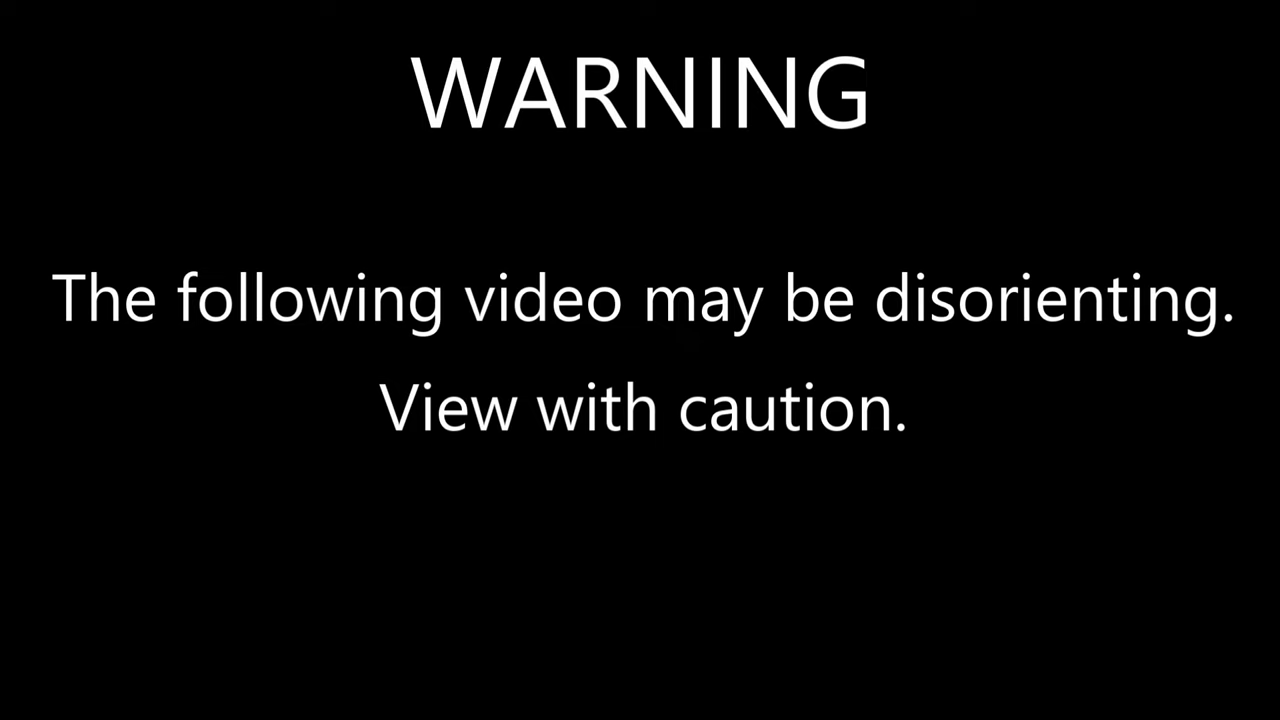 WARNING
The following video may be disorienting.
View with caution.